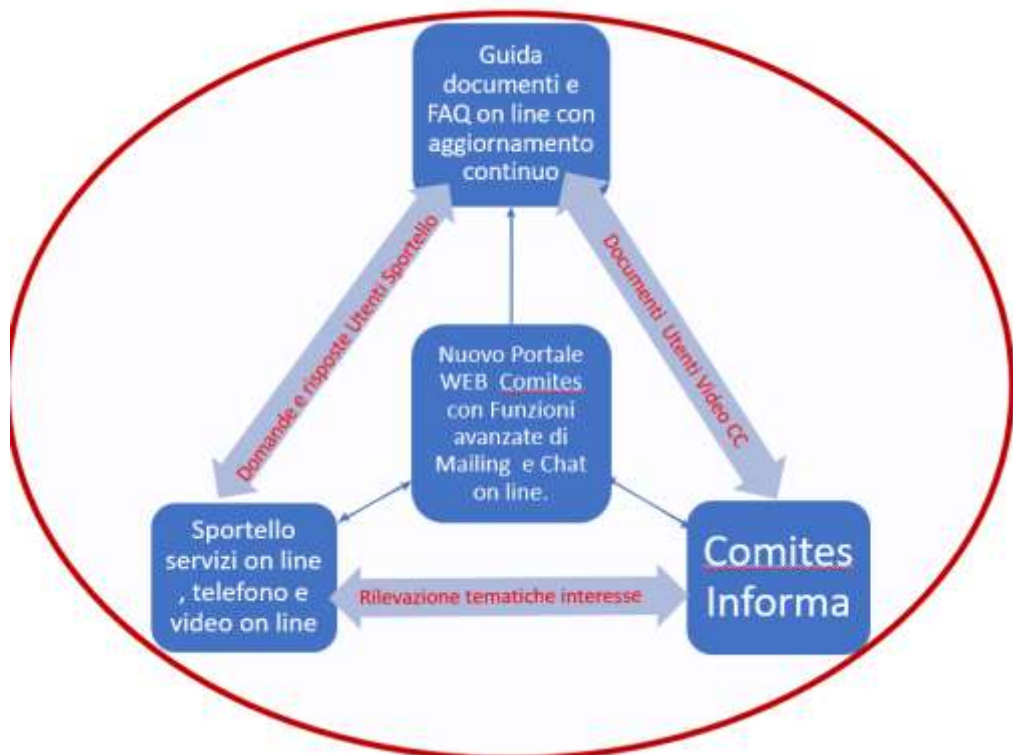 Guida
documenti e
FAQ on line con
aggiornamento
continuo
Domande e risposte Utenti Sportello
Documenti Utenti Video CC
Nuovo Portale
WEB Comites
con Funzioni
avanzate di
Mailing e Chat
on line.
Sportello
servizi on line
, telefono e
video on line
Rilevazione tematiche interesse
Comites
Informa